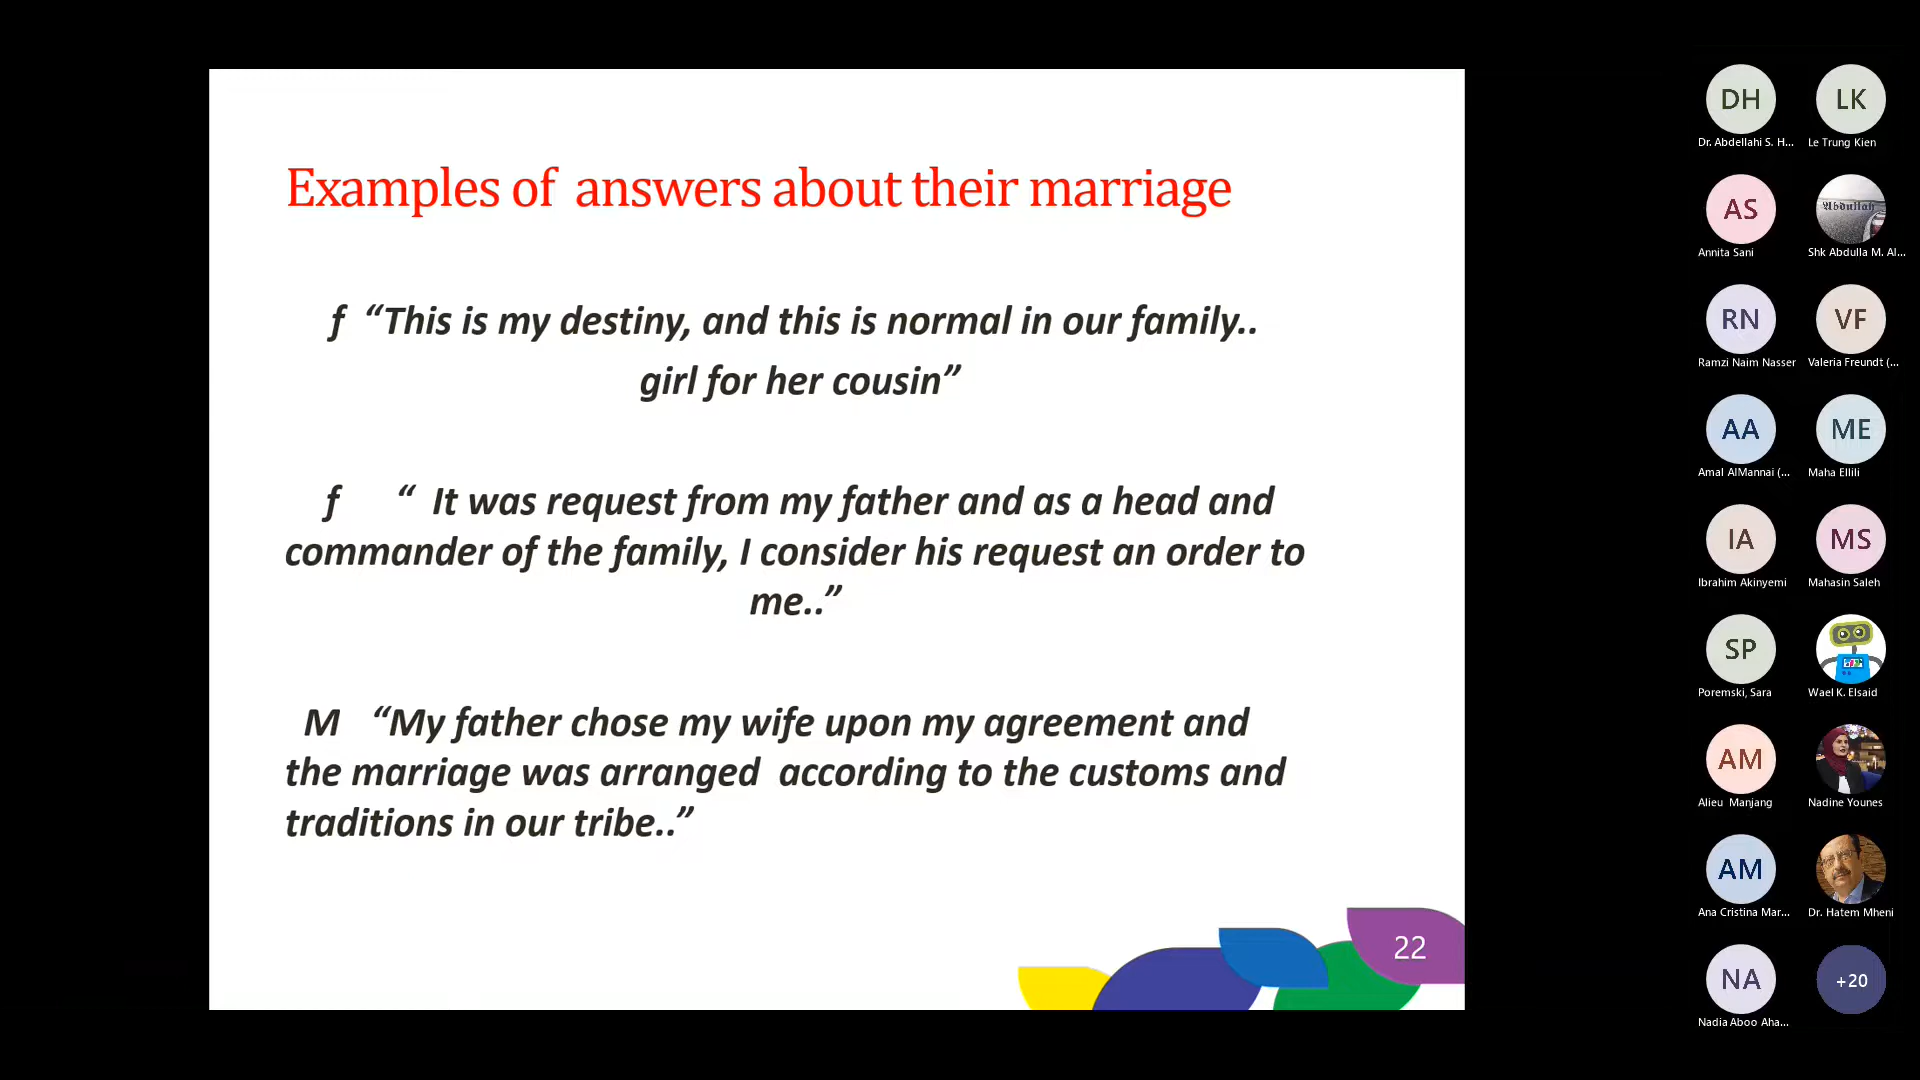 Examples of answers about their marriage
f “This is my destiny, and this is normal in our family..
girl for her cousin”
f “ It was request from my father and as a head and
commander of the family, I consider his request an order to
me..”
M “My father chose my wife upon my agreement and
the marriage was arranged according to the customs and
traditions in our tribe..”
22
DH
LK
Dr. Abdellahi S. H...
Le Trung Kien
AS
Abdullah
Annita Sani
Shk Abdulla M. Al...
RN
VF
Ramzi Naim Nasser
Valeria Freundt (...
AA
ME
Amal AlMannai (...
Maha Ellili
IA
MS
Ibrahim Akinyemi
Mahasin Saleh
SP
Poremski, Sara
Wael K. Elsaid
AM
Alieu Manjang
Nadine Younes
AM
Ana Cristina Mar...
Dr. Hatem Mheni
NA
+20
Nadia Aboo Aha...